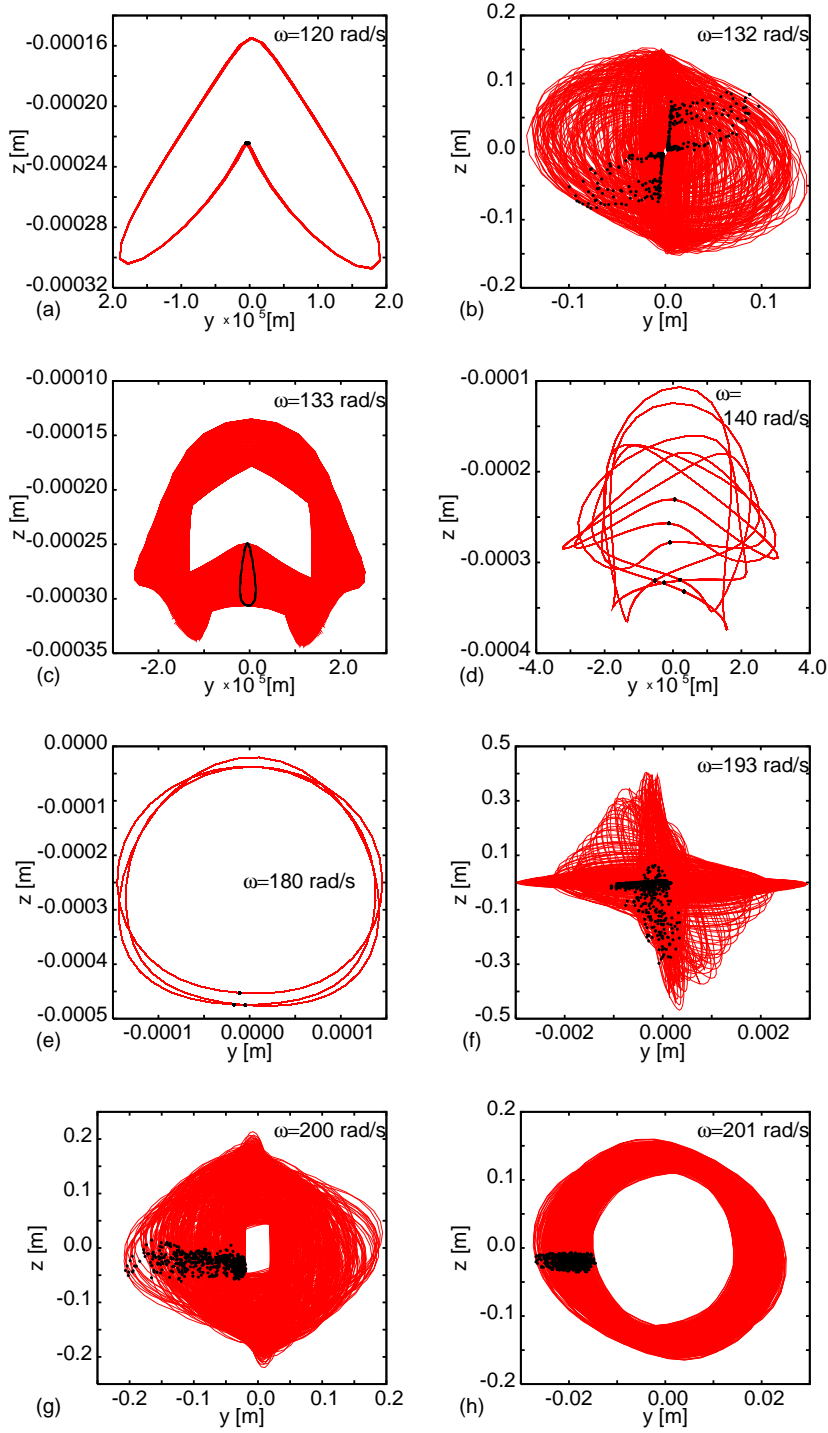 -0.00016
-0.00020
-0.00024
-0.00028
-0.00032
z [m]
ω=120 rad/s
2.0 -1.0 0.0 1.0 2.0
(a) y ×10 5[m]
0.2
0.1
0.0
-0.1
-0.2
z [m]
ω=132 rad/s
-0.1 0.0 0.1
(b) y [m]
-0.00010
-0.00015
-0.00020
-0.00025
-0.00030
-0.00035
z [m]
ω=133 rad/s
-2.0 0.0 2.0
(c) y ×10 5[m]
-0.0001
-0.0002
-0.0003
-0.0004
z [m]
ω=
140 rad/s
-4.0 -2.0 0.0 2.0 4.0
(d) y ×10 5[m]
0.0000
-0.0001
-0.0002
-0.0003
-0.0004
-0.0005
z [m]
ω=180 rad/s
-0.0001 0.0000 0.0001
(e) y [m]
0.5
0.3
0.1
-0.1
-0.3
-0.5
z [m]
ω=193 rad/s
-0.002 0.000 0.002
(f) y [m]
0.2
0.1
0.0
-0.1
-0.2
z [m]
ω=200 rad/s
-0.2 -0.1 0.0 0.1 0.2
(g) y [m]
0.2
0.1
0.0
-0.1
-0.2
z [m]
ω=201 rad/s
-0.02 0.00 0.02
(h) y [m]